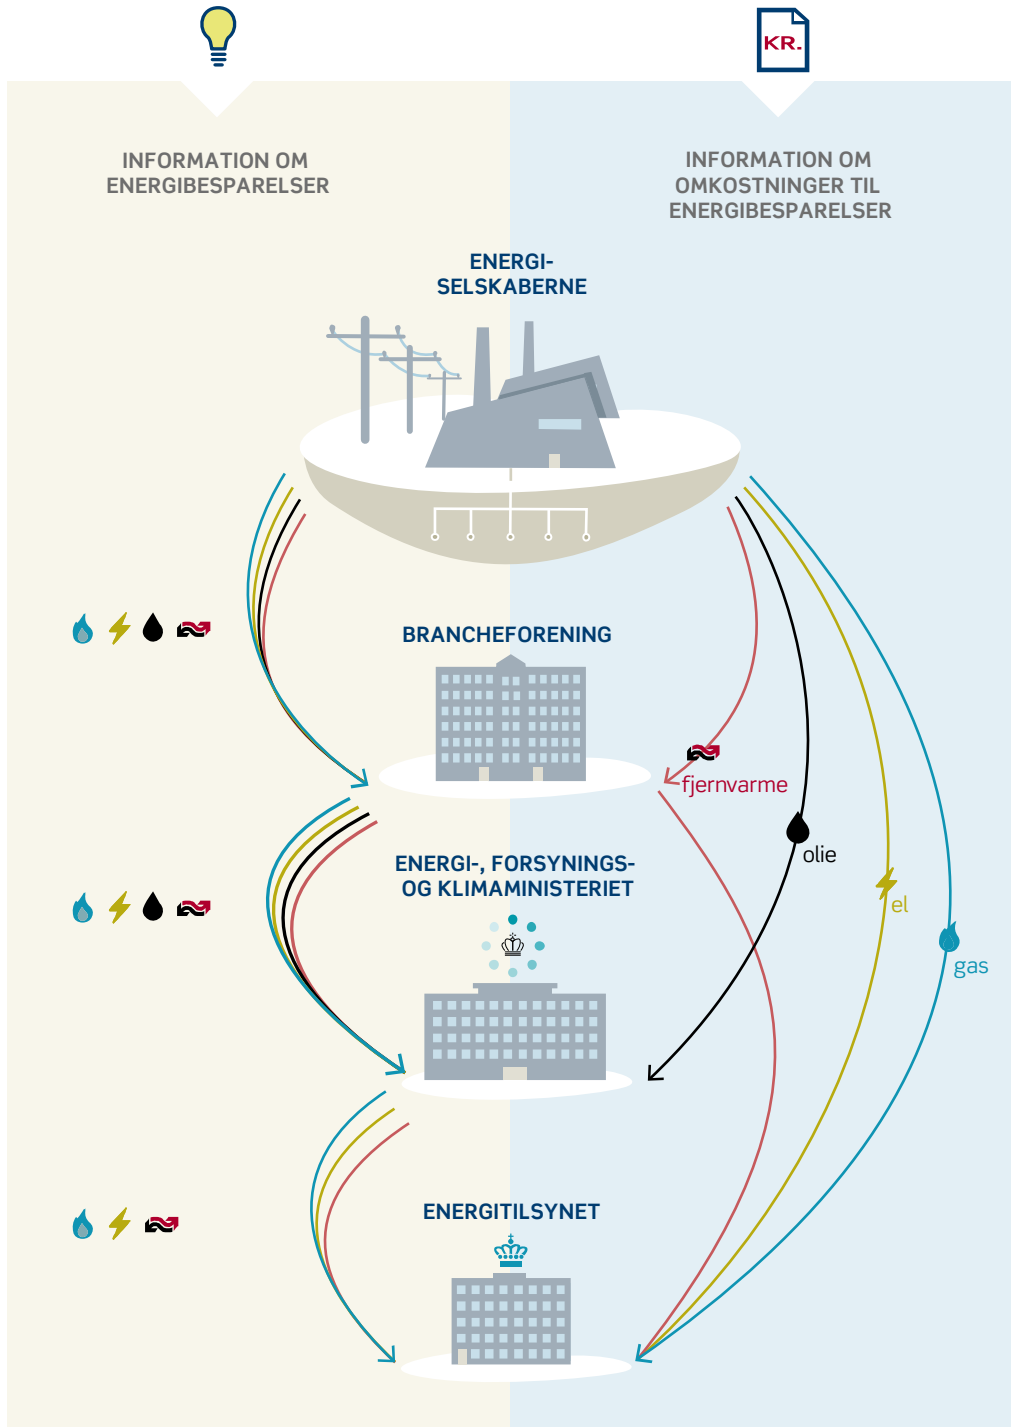 KR.
INFORMATION OM
ENERGIBESPARELSER
INFORMATION OM
OMKOSTNINGER TIL
ENERGIBESPARELSER
ENERGI-
SELSKABERNE
BRANCHEFORENING
fjernvarme
olie
ENERGI-, FORSYNINGS-
OG KLIMAMINISTERIET
el
gas
ENERGITILSYNET